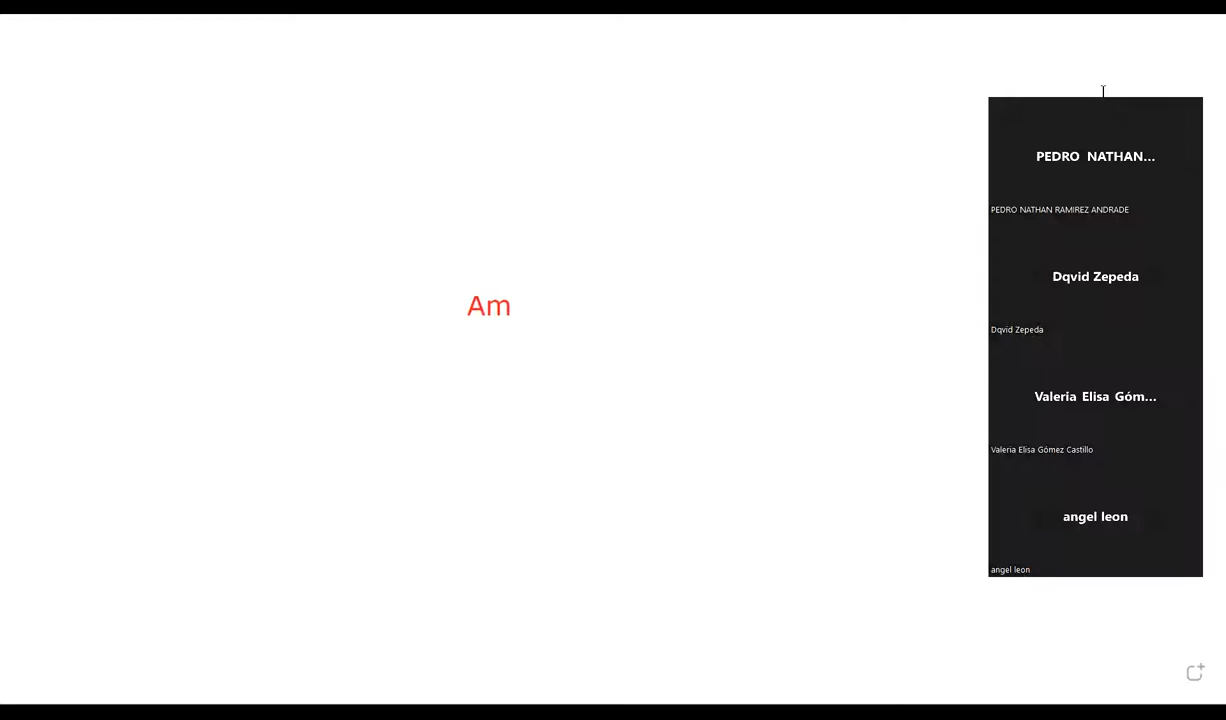 Am
PEDRO NATHAN...
PEDRO NATHAN RAMIREZ ANDRADE
Dqvid Zepeda
Dqvid Zepeda
Valeria Elisa Góm...
Valeria Elisa Gómez Castillo
angel leon
angel leon